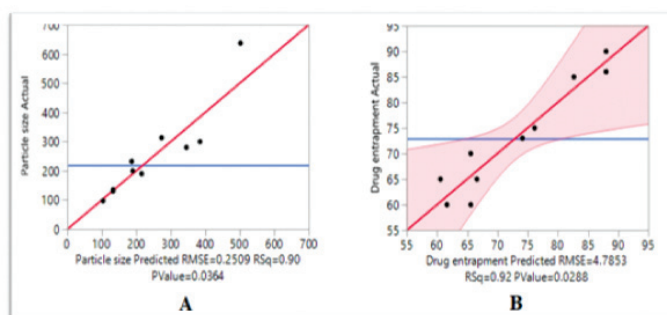 Particle size Actual
700
600
500
400
300
200
100
0
0 100 200 300 400 500 600 700
Particle size Predicted RMSE=0.2509 RSq=0.90
PValue=0.0364
A
Drug entrapment Actual
95
90
85
80
75
70
65
60
55
55 60 65 70 75 80 85 90 95
Drug entrapment Predicted RMSE=4.7853
RSq=0.92 PValue=0.0288
B